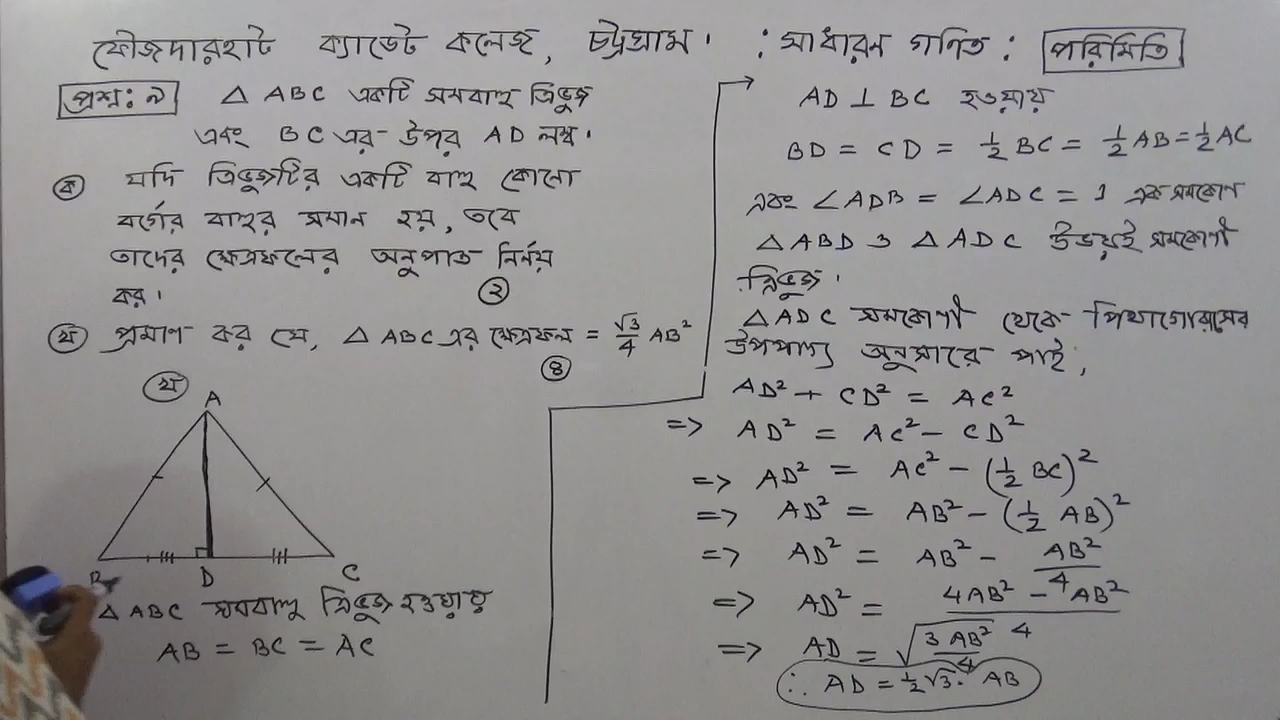 ফৌজদারহাট ক্যাডেট কলেজ, চট্রগ্রাম। : সাধারন গণিত : পরিমিতি
প্রশ্ন: ৯ △ ABC একটি সমবাহু ত্রিভুজ
এবং BC এর উপর AD লম্ব।
ক যদি ত্রিভুজটির একটি বাহু কোনো
বর্গের বাহুর সমান হয়, তবে
তাদের ক্ষেত্রফলের অনুপাত নির্নয়
কর। ২
খ প্রমাণ কর যে, △ ABC এর ক্ষেত্রফল = √3/4 AB²
৪
খ
A
B D C
△ ABC সমবাহু ত্রিভুজ হওয়ায়
AB = BC = AC
AD ⊥ BC হওয়ায়
BD = CD = ½ BC = ½ AB = ½ AC
এবং ∠ADB = ∠ADC = 1 এক সমকোণ
△ ABD ও △ ADC উভয়ই সমকোণী
ত্রিভুজ।
△ ADC সমকোণী থেকে পিথাগোরাসের
উপপাদ্য অনুসারে পাই,
AD² + CD² = AC²
=> AD² = AC² - CD²
=> AD² = AC² - (½ BC)²
=> AD² = AB² - (½ AB)²
=> AD² = AB² - AB²/4
=> AD² = 4AB² - AB²/4
=> AD = √3AB²/4
∴ AD = ½√3. AB